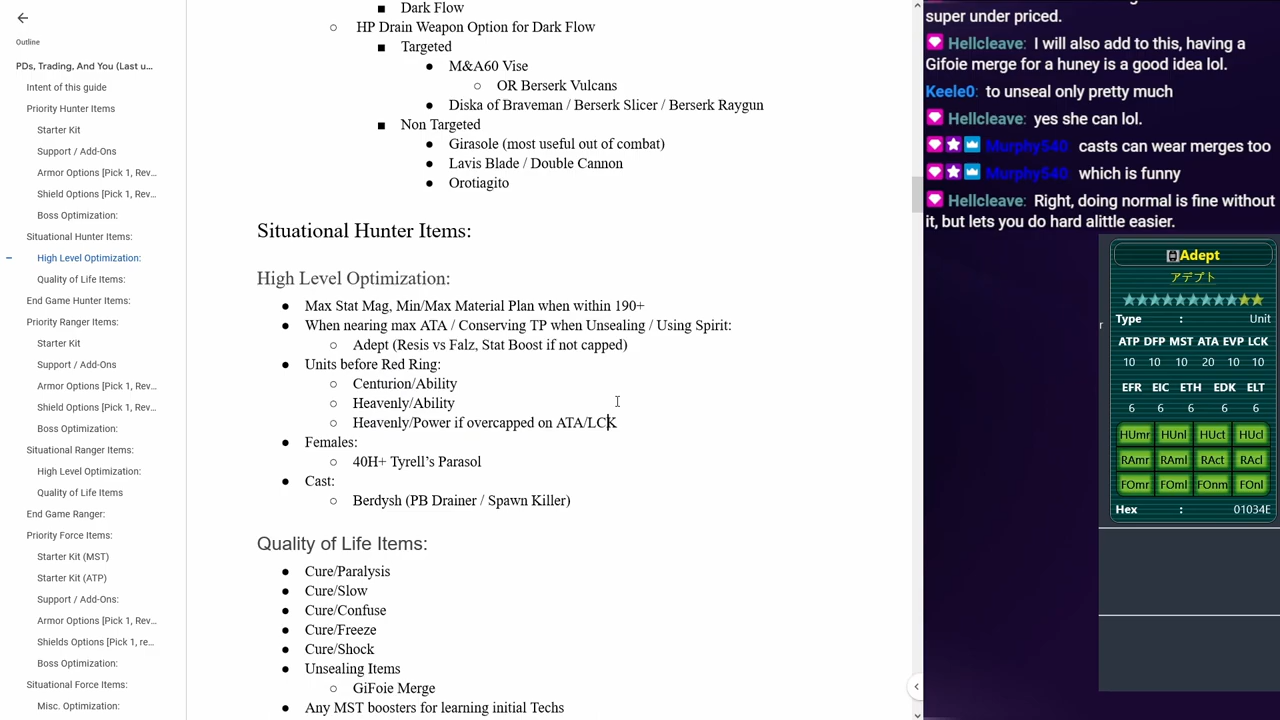 Outline
PDs, Trading, And You (Last u...
Intent of this guide
Priority Hunter Items
Starter Kit
Support / Add-Ons
Armor Options [Pick 1, Rev...
Shield Options [Pick 1, Rev...
Boss Optimization:
Situational Hunter Items:
High Level Optimization:
Quality of Life Items:
End Game Hunter Items:
Priority Ranger Items:
Starter Kit
Support / Add-Ons
Armor Options [Pick 1, Rev...
Shield Options [Pick 1, Rev...
Boss Optimization:
Situational Ranger Items:
High Level Optimization:
Quality of Life Items
End Game Ranger:
Priority Force Items:
Starter Kit (MST)
Starter Kit (ATP)
Support / Add-Ons:
Armor Options [Pick 1, Rev...
Shields Options [Pick 1, re...
Boss Optimization:
Situational Force Items:
Misc. Optimization:
Dark Flow
HP Drain Weapon Option for Dark Flow
Targeted
M&A60 Vise
OR Berserk Vulcans
Diska of Braveman / Berserk Slicer / Berserk Raygun
Non Targeted
Girasole (most useful out of combat)
Lavis Blade / Double Cannon
Orotiagito
Situational Hunter Items:
High Level Optimization:
Max Stat Mag, Min/Max Material Plan when within 190+
When nearing max ATA / Conserving TP when Unsealing / Using Spirit:
Adept (Resis vs Falz, Stat Boost if not capped)
Units before Red Ring:
Centurion/Ability
Heavenly/Ability
Heavenly/Power if overcapped on ATA/LCK
Females:
40H+ Tyrell's Parasol
Cast:
Berdysh (PB Drainer / Spawn Killer)
Quality of Life Items:
Cure/Paralysis
Cure/Slow
Cure/Confuse
Cure/Freeze
Cure/Shock
Unsealing Items
GiFoie Merge
Any MST boosters for learning initial Techs
super under priced.
Hellcleave: I will also add to this, having a
Gifoie merge for a huney is a good idea lol.
Keele0: to unseal only pretty much
Hellcleave: yes she can lol.
Murphy540: casts can wear merges too
Murphy540: which is funny
Hellcleave: Right, doing normal is fine without
it, but lets you do hard alittle easier.
Adept
アデプト
Type : Unit
ATP DFP MST ATA EVP LCK
10 10 10 20 10 10
EFR EIC ETH EDK ELT
6 6 6 6 6
HUmr HUnl HUct HUcl
RAmr RAml RAct RAcl
FOmr FOml FOnm FOnl
Hex : 01034E